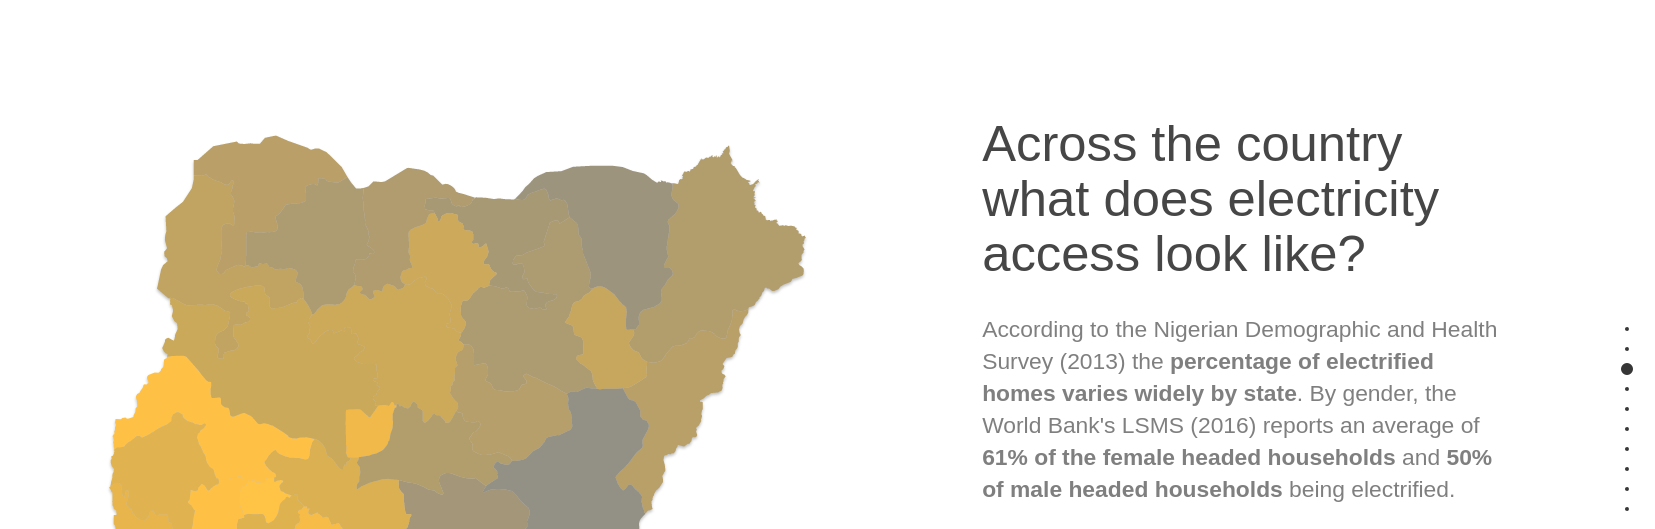 Across the country
what does electricity
access look like?
According to the Nigerian Demographic and Health
Survey (2013) the percentage of electrified
homes varies widely by state. By gender, the
World Bank's LSMS (2016) reports an average of
61% of the female headed households and 50%
of male headed households being electrified.